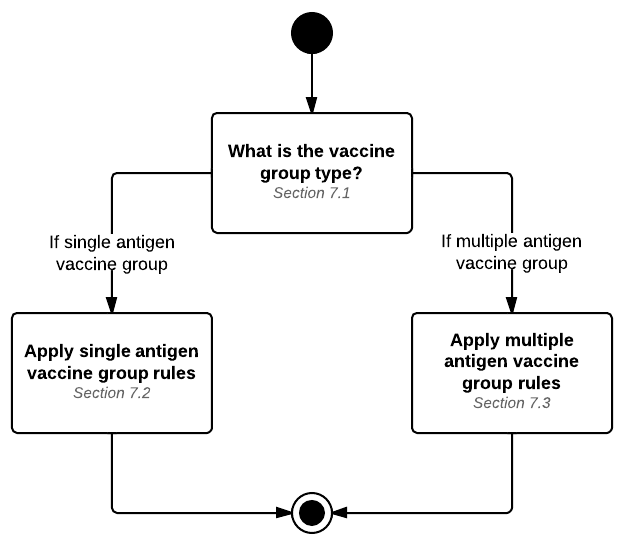 What is the vaccine
group type?
Section 7.1
If single antigen
vaccine group
If multiple antigen
vaccine group
Apply single antigen
vaccine group rules
Section 7.2
Apply multiple
antigen vaccine
group rules
Section 7.3